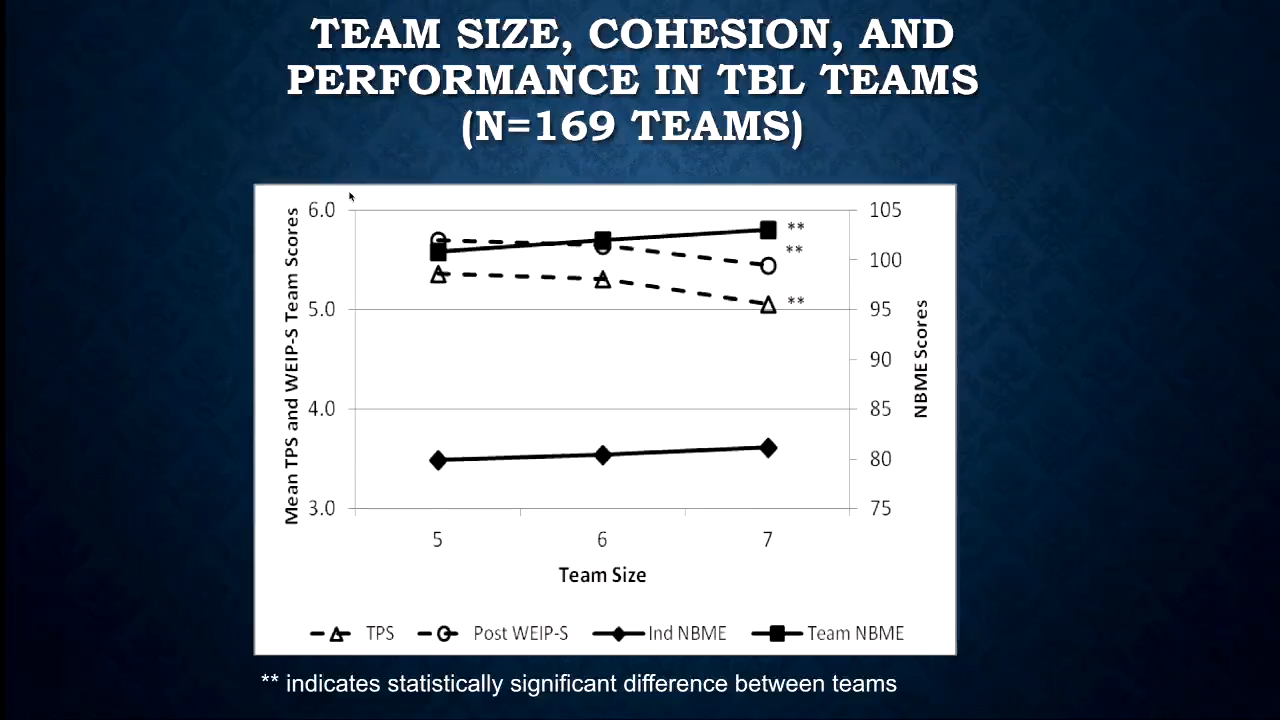 TEAM SIZE, COHESION, AND
PERFORMANCE IN TBL TEAMS
(N=169 TEAMS)
Mean TPS and WEIP-S Team Scores
6.0
5.0
4.0
3.0
**
**
**
105
100
95
90
85
80
75
NBME Scores
5 6 7
Team Size
TPS Post WEIP-S Ind NBME Team NBME
** indicates statistically significant difference between teams